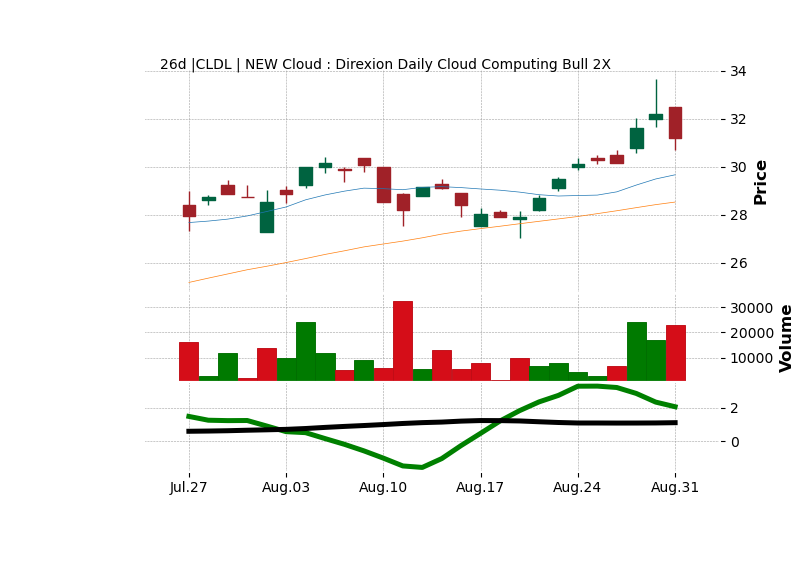 26d |CLDL | NEW Cloud : Direxion Daily Cloud Computing Bull 2X
34
32
30
28
26
Price
30000
20000
10000
Volume
2
0
Jul.27 Aug.03 Aug.10 Aug.17 Aug.24 Aug.31